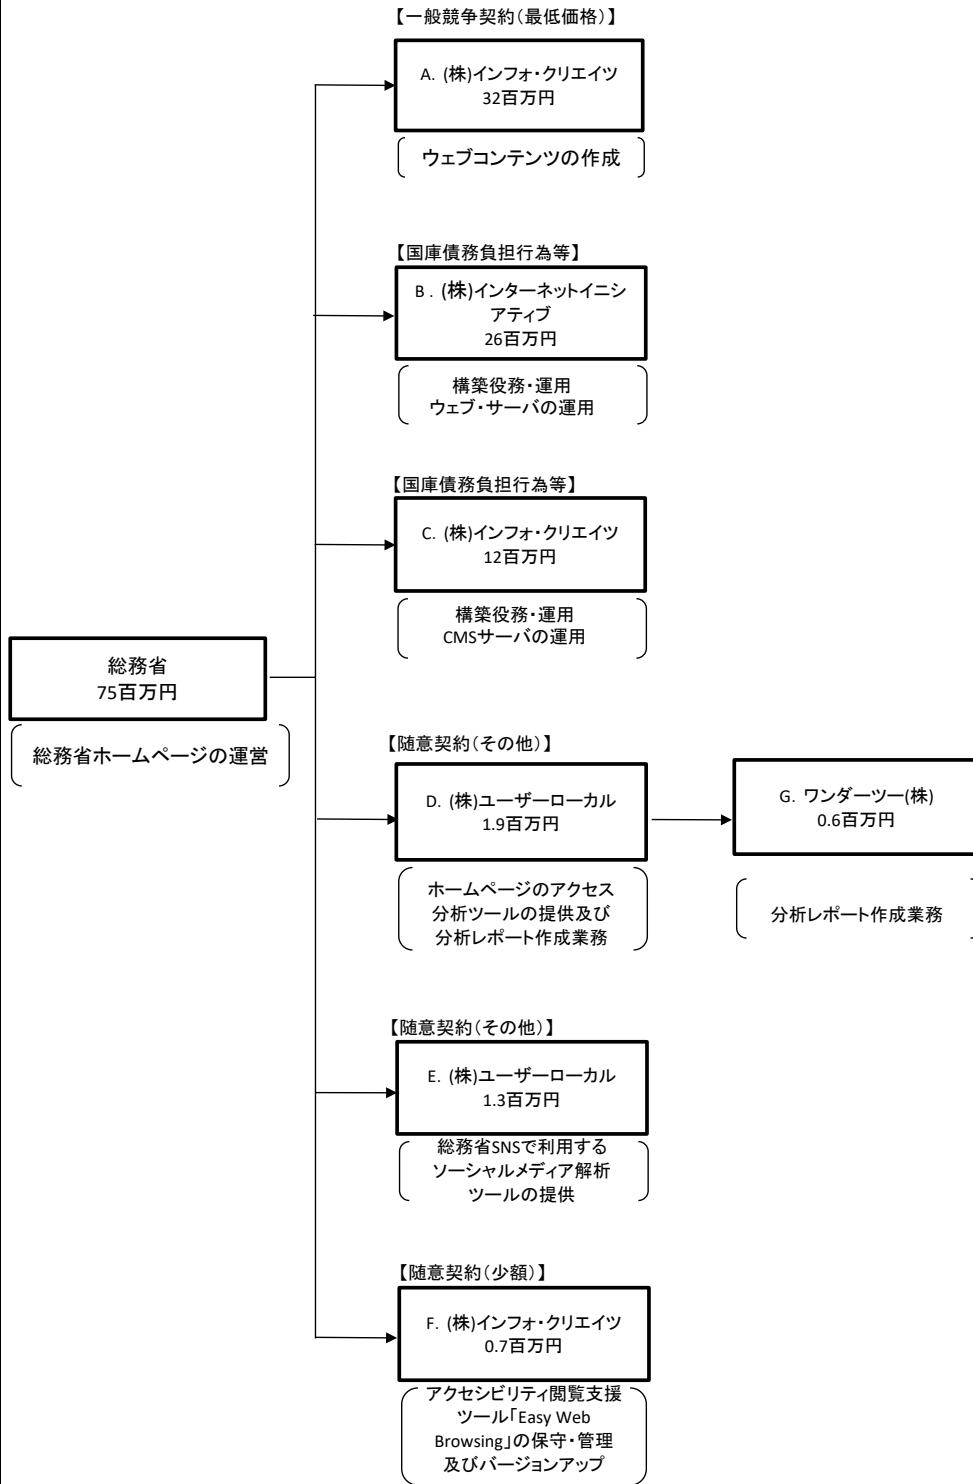 【一般競争契約(最低価格)】
A. (株)インフォ・クリエイツ
32百万円
ウェブコンテンツの作成
【国庫債務負担行為等】
B. (株)インターネットイニシ
アティブ
26百万円
構築役務・運用
ウェブ・サーバの運用
【国庫債務負担行為等】
C. (株)インフォ・クリエイツ
12百万円
構築役務・運用
CMSサーバの運用
総務省
75百万円
総務省ホームページの運営
【随意契約(その他)】
D. (株)ユーザーローカル
1.9百万円
ホームページのアクセス
分析ツールの提供及び
分析レポート作成業務
G. ワンダーツー(株)
0.6百万円
分析レポート作成業務
【随意契約(その他)】
E. (株)ユーザーローカル
1.3百万円
総務省SNSで利用する
ソーシャルメディア解析
ツールの提供
【随意契約(少額)】
F. (株)インフォ・クリエイツ
0.7百万円
アクセシビリティ閲覧支援
ツール「Easy Web
Browsing」の保守・管理
及びバージョンアップ